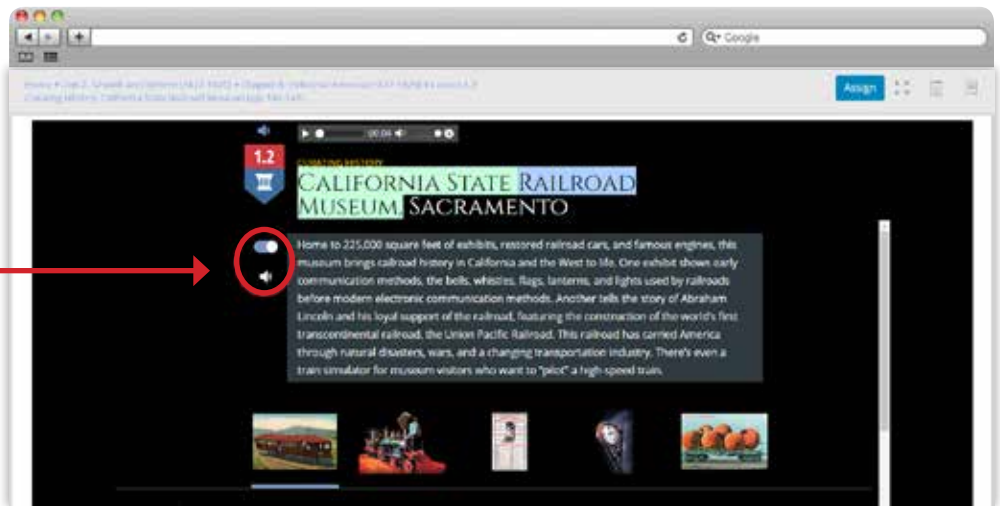 Google
Assign
00:04
1.2
CURATING HISTORY
CALIFORNIA STATE RAILROAD
MUSEUM, SACRAMENTO
Home to 225,000 square feet of exhibits, restored railroad cars, and famous engines, this
museum brings railroad history in California and the West to life. One exhibit shows early
communication methods, the bells, whistles, flags, lanterns, and lights used by railroads
before modern electronic communication methods. Another tells the story of Abraham
Lincoln and his loyal support of the railroad, featuring the construction of the world's first
transcontinental railroad, the Union Pacific Railroad. This railroad has carried America
through natural disasters, wars, and a changing transportation industry. There's even a
train simulator for museum visitors who want to "pilot" a high-speed train.